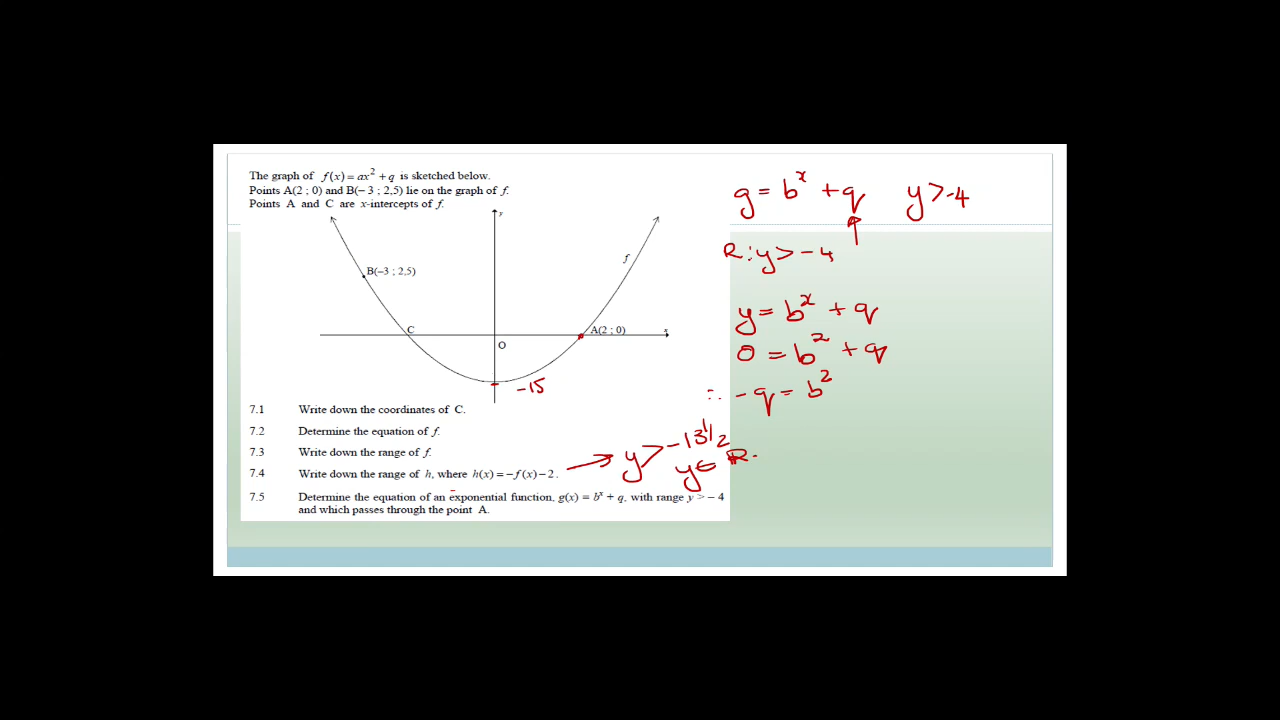 The graph of f(x) = ax² + q is sketched below.
Points A(2 ; 0) and B(– 3 ; 2,5) lie on the graph of f.
Points A and C are x-intercepts of f.
y
f
B(–3 ; 2,5)
C
A(2 ; 0)
x
O
-15
7.1 Write down the coordinates of C.
7.2 Determine the equation of f.
7.3 Write down the range of f.
7.4 Write down the range of h, where h(x) = –f(x) – 2.
7.5 Determine the equation of an exponential function, g(x) = bˣ + q, with range y > – 4
and which passes through the point A.
y > -13 1/2
y ∈ R.
g = bˣ + q y > -4
R: y > -4
y = bˣ + q
0 = b² + q
∴ -q = b²